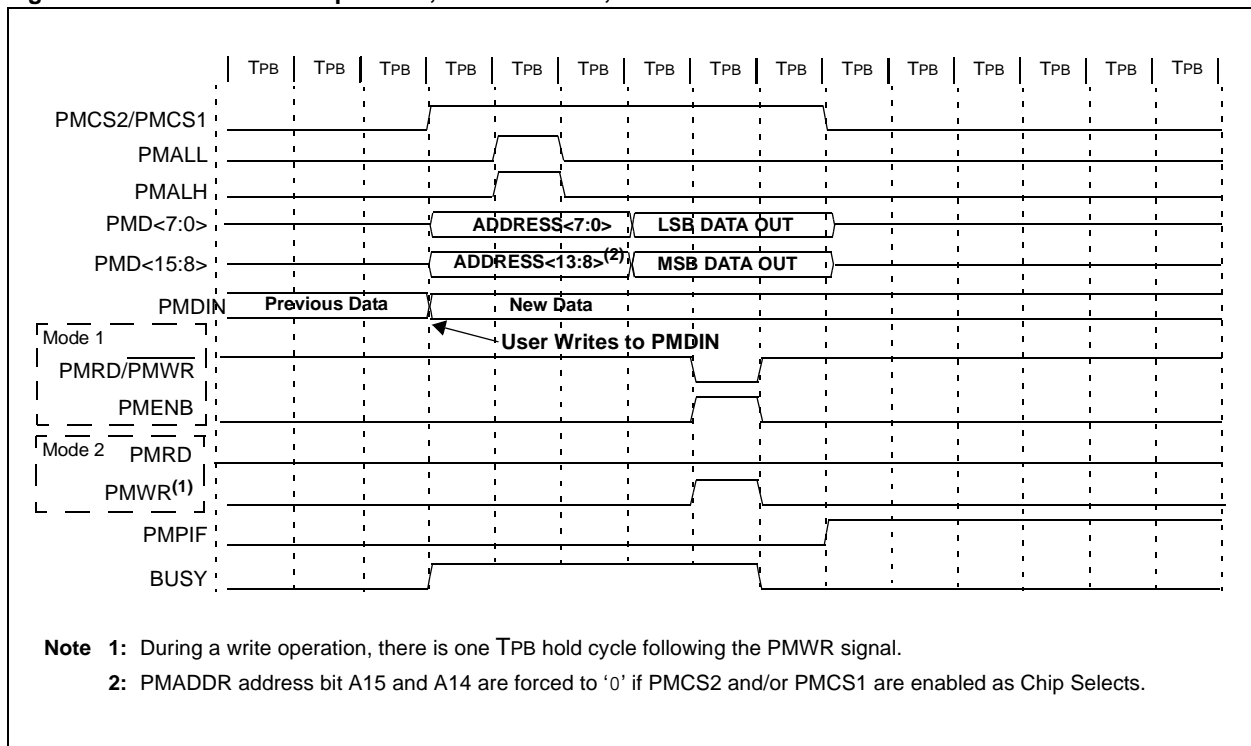 TPB TPB TPB TPB TPB TPB TPB TPB TPB TPB TPB TPB TPB TPB TPB
PMCS2/PMCS1
PMALL
PMALH
PMD<7:0> ADDRESS<7:0> LSB DATA OUT
PMD<15:8> ADDRESS<13:8>(2) MSB DATA OUT
PMDIN Previous Data New Data
User Writes to PMDIN
Mode 1
PMRD/PMWR
PMENB
Mode 2 PMRD
PMWR(1)
PMPIF
BUSY
Note 1: During a write operation, there is one TPB hold cycle following the PMWR signal.
2: PMADDR address bit A15 and A14 are forced to ‘0’ if PMCS2 and/or PMCS1 are enabled as Chip Selects.